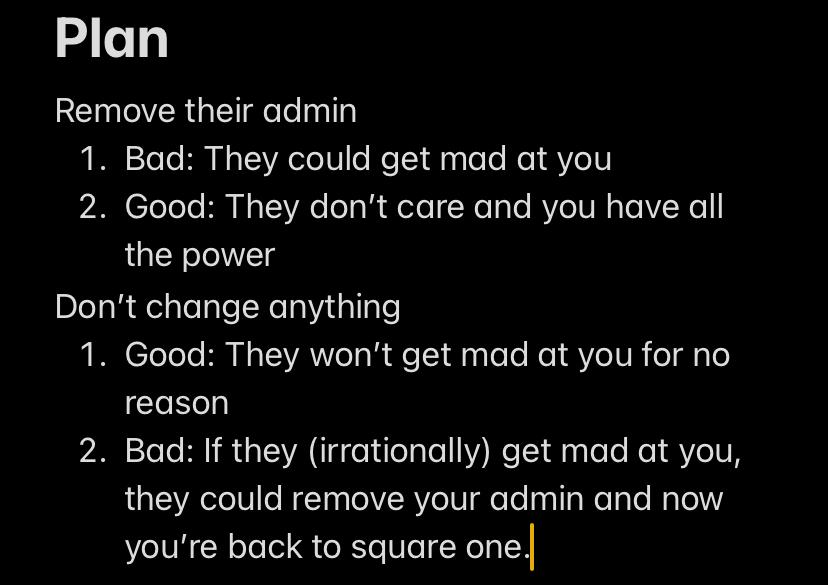 Plan
Remove their admin
1. Bad: They could get mad at you
2. Good: They don’t care and you have all
the power
Don’t change anything
1. Good: They won’t get mad at you for no
reason
2. Bad: If they (irrationally) get mad at you,
they could remove your admin and now
you’re back to square one.